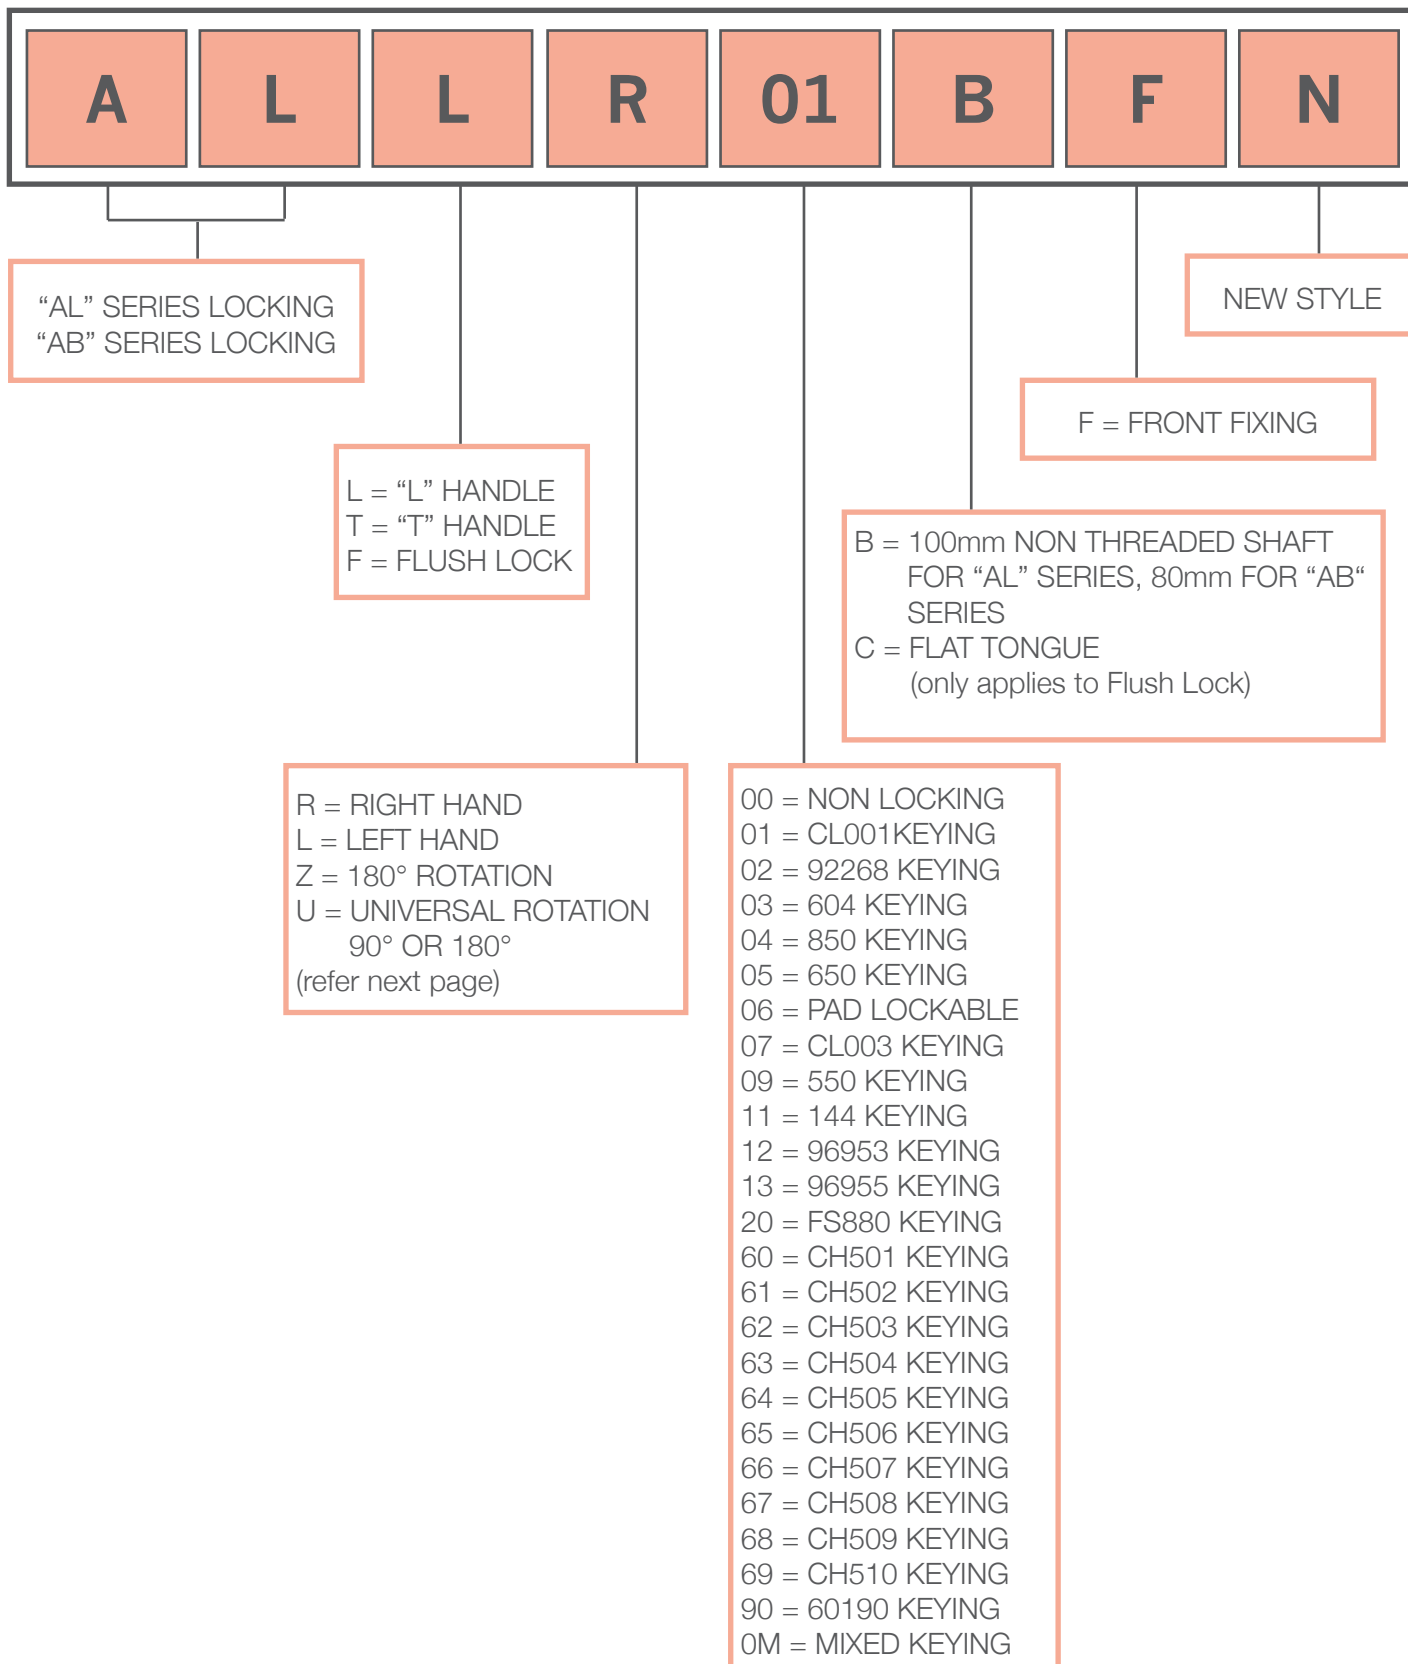 A L L R 01 B F N
“AL” SERIES LOCKING
“AB” SERIES LOCKING
NEW STYLE
F = FRONT FIXING
L = “L” HANDLE
T = “T” HANDLE
F = FLUSH LOCK
B = 100mm NON THREADED SHAFT
FOR “AL” SERIES, 80mm FOR “AB“
SERIES
C = FLAT TONGUE
(only applies to Flush Lock)
R = RIGHT HAND
L = LEFT HAND
Z = 180° ROTATION
U = UNIVERSAL ROTATION
90° OR 180°
(refer next page)
00 = NON LOCKING
01 = CL001KEYING
02 = 92268 KEYING
03 = 604 KEYING
04 = 850 KEYING
05 = 650 KEYING
06 = PAD LOCKABLE
07 = CL003 KEYING
09 = 550 KEYING
11 = 144 KEYING
12 = 96953 KEYING
13 = 96955 KEYING
20 = FS880 KEYING
60 = CH501 KEYING
61 = CH502 KEYING
62 = CH503 KEYING
63 = CH504 KEYING
64 = CH505 KEYING
65 = CH506 KEYING
66 = CH507 KEYING
67 = CH508 KEYING
68 = CH509 KEYING
69 = CH510 KEYING
90 = 60190 KEYING
0M = MIXED KEYING